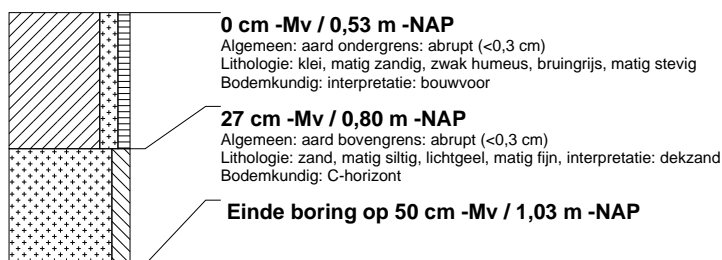 0 cm -Mv / 0,53 m -NAP
Algemeen: aard ondergrens: abrupt (<0,3 cm)
Lithologie: klei, matig zandig, zwak humeus, bruingrijs, matig stevig
Bodemkundig: interpretatie: bouwvoor
27 cm -Mv / 0,80 m -NAP
Algemeen: aard bovengrens: abrupt (<0,3 cm)
Lithologie: zand, matig siltig, lichtgeel, matig fijn, interpretatie: dekzand
Bodemkundig: C-horizont
Einde boring op 50 cm -Mv / 1,03 m -NAP